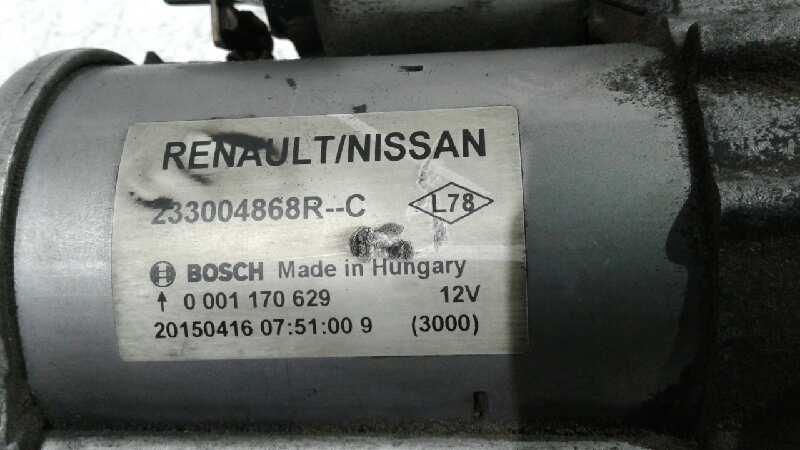 RENAULT/NISSAN
233004868R--C L78
BOSCH Made in Hungary
0 001 170 629 12V
20150416 07:51:00 9 (3000)